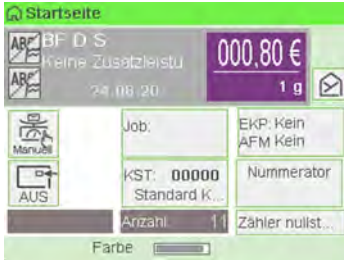 Startseite
BF D S
Keine Zusatzleistu
24.08.20
000,80 €
1 g
Manuell
Job:
EKP: Kein
AFM Kein
AUS
KST: 00000
Standard K...
Nummerator
Anzahl 11
Zähler nullst...
Farbe